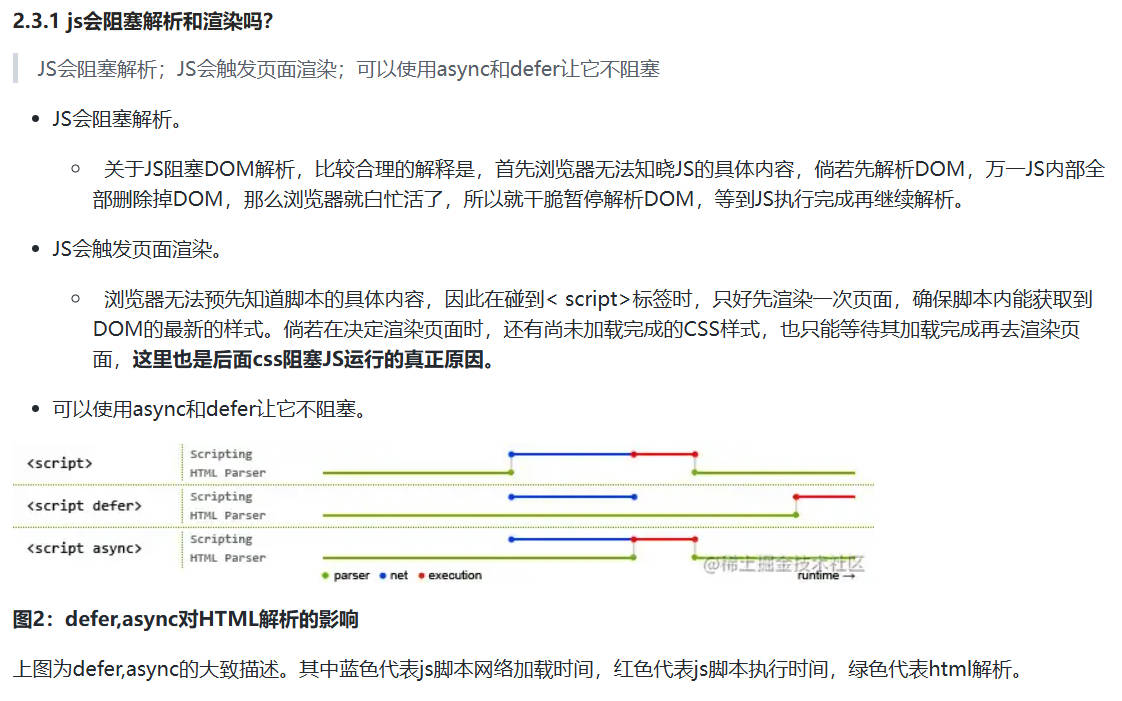 2.3.1 js会阻塞解析和渲染吗？
JS会阻塞解析；JS会触发页面渲染；可以使用async和defer让它不阻塞
JS会阻塞解析。
关于JS阻塞DOM解析，比较合理的解释是，首先浏览器无法知晓JS的具体内容，倘若先解析DOM，万一JS内部全
部删除掉DOM，那么浏览器就白忙活了，所以就干脆暂停解析DOM，等到JS执行完成再继续解析。
JS会触发页面渲染。
浏览器无法预先知道脚本的具体内容，因此在碰到< script>标签时，只好先渲染一次页面，确保脚本内能获取到
DOM的最新的样式。倘若在决定渲染页面时，还有尚未加载完成的CSS样式，也只能等待其加载完成再去渲染页
面，这里也是后面css阻塞JS运行的真正原因。
可以使用async和defer让它不阻塞。
<script>
Scripting
HTML Parser
<script defer>
Scripting
HTML Parser
<script async>
Scripting
HTML Parser
@稀土掘金技术社区
parser net execution runtime →
图2：defer,async对HTML解析的影响
上图为defer,async的大致描述。其中蓝色代表js脚本网络加载时间，红色代表js脚本执行时间，绿色代表html解析。